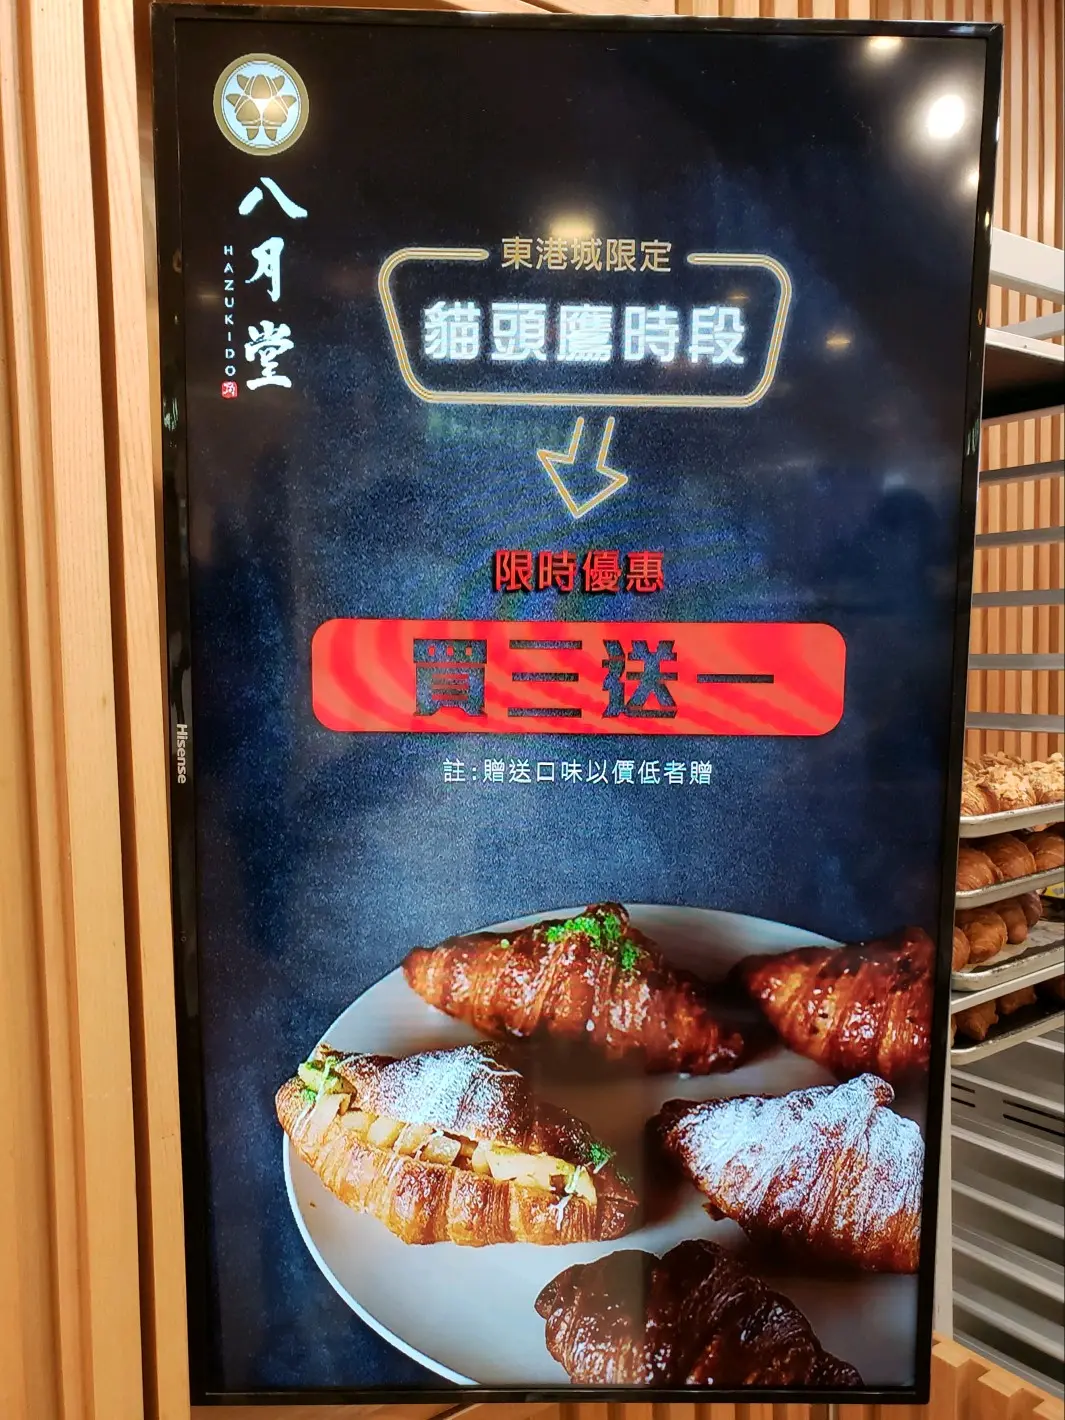 八月堂
HAZUKIDO
東港城限定
貓頭鷹時段
限時優惠
買三送一
註:贈送口味以價低者贈
Hisense